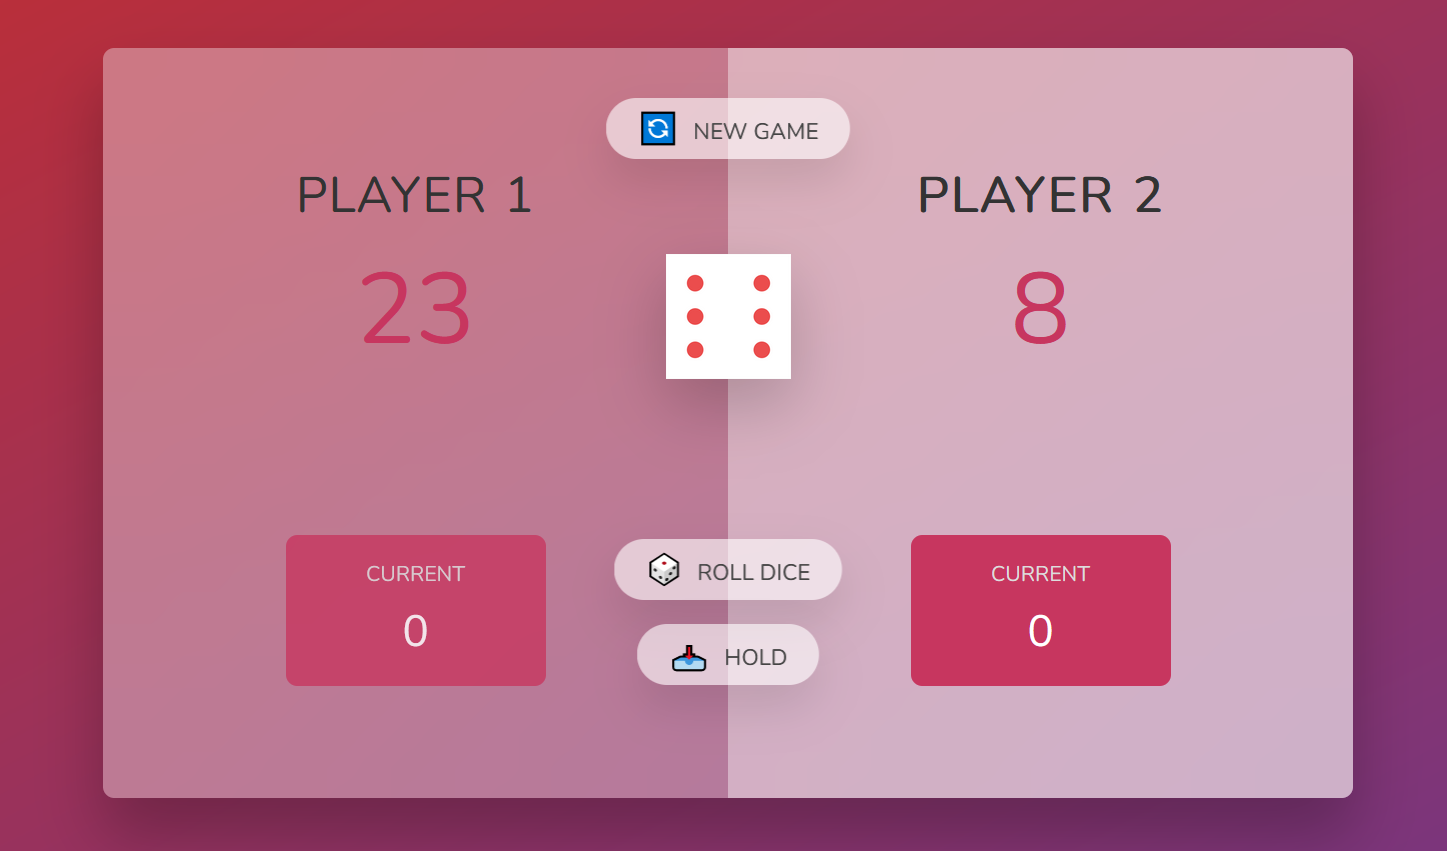 NEW GAME
PLAYER 1
23
PLAYER 2
8
CURRENT
0
ROLL DICE
HOLD
CURRENT
0